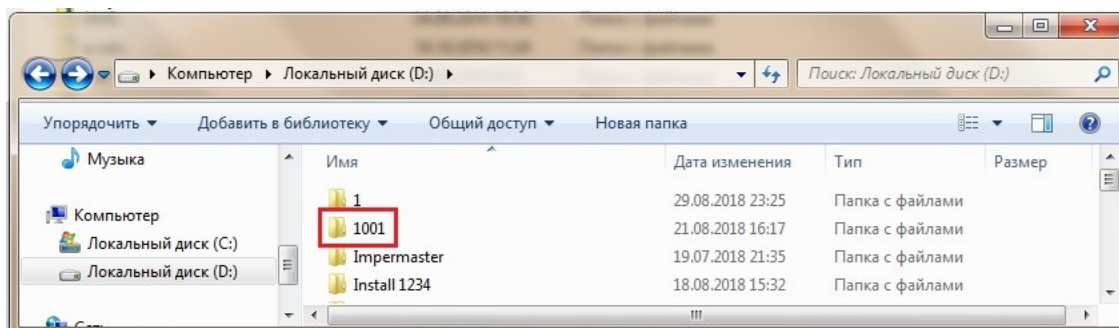 Компьютер Локальный диск (D:) Поиск: Локальный диск (D:)
Упорядочить Добавить в библиотеку Общий доступ Новая папка
Музыка Имя Дата изменения Тип Размер
1 29.08.2018 23:25 Папка с файлами
Компьютер 1001 21.08.2018 16:17 Папка с файлами
Локальный диск (C:) Impermaster 19.07.2018 21:35 Папка с файлами
Локальный диск (D:) Install 1234 18.08.2018 15:32 Папка с файлами